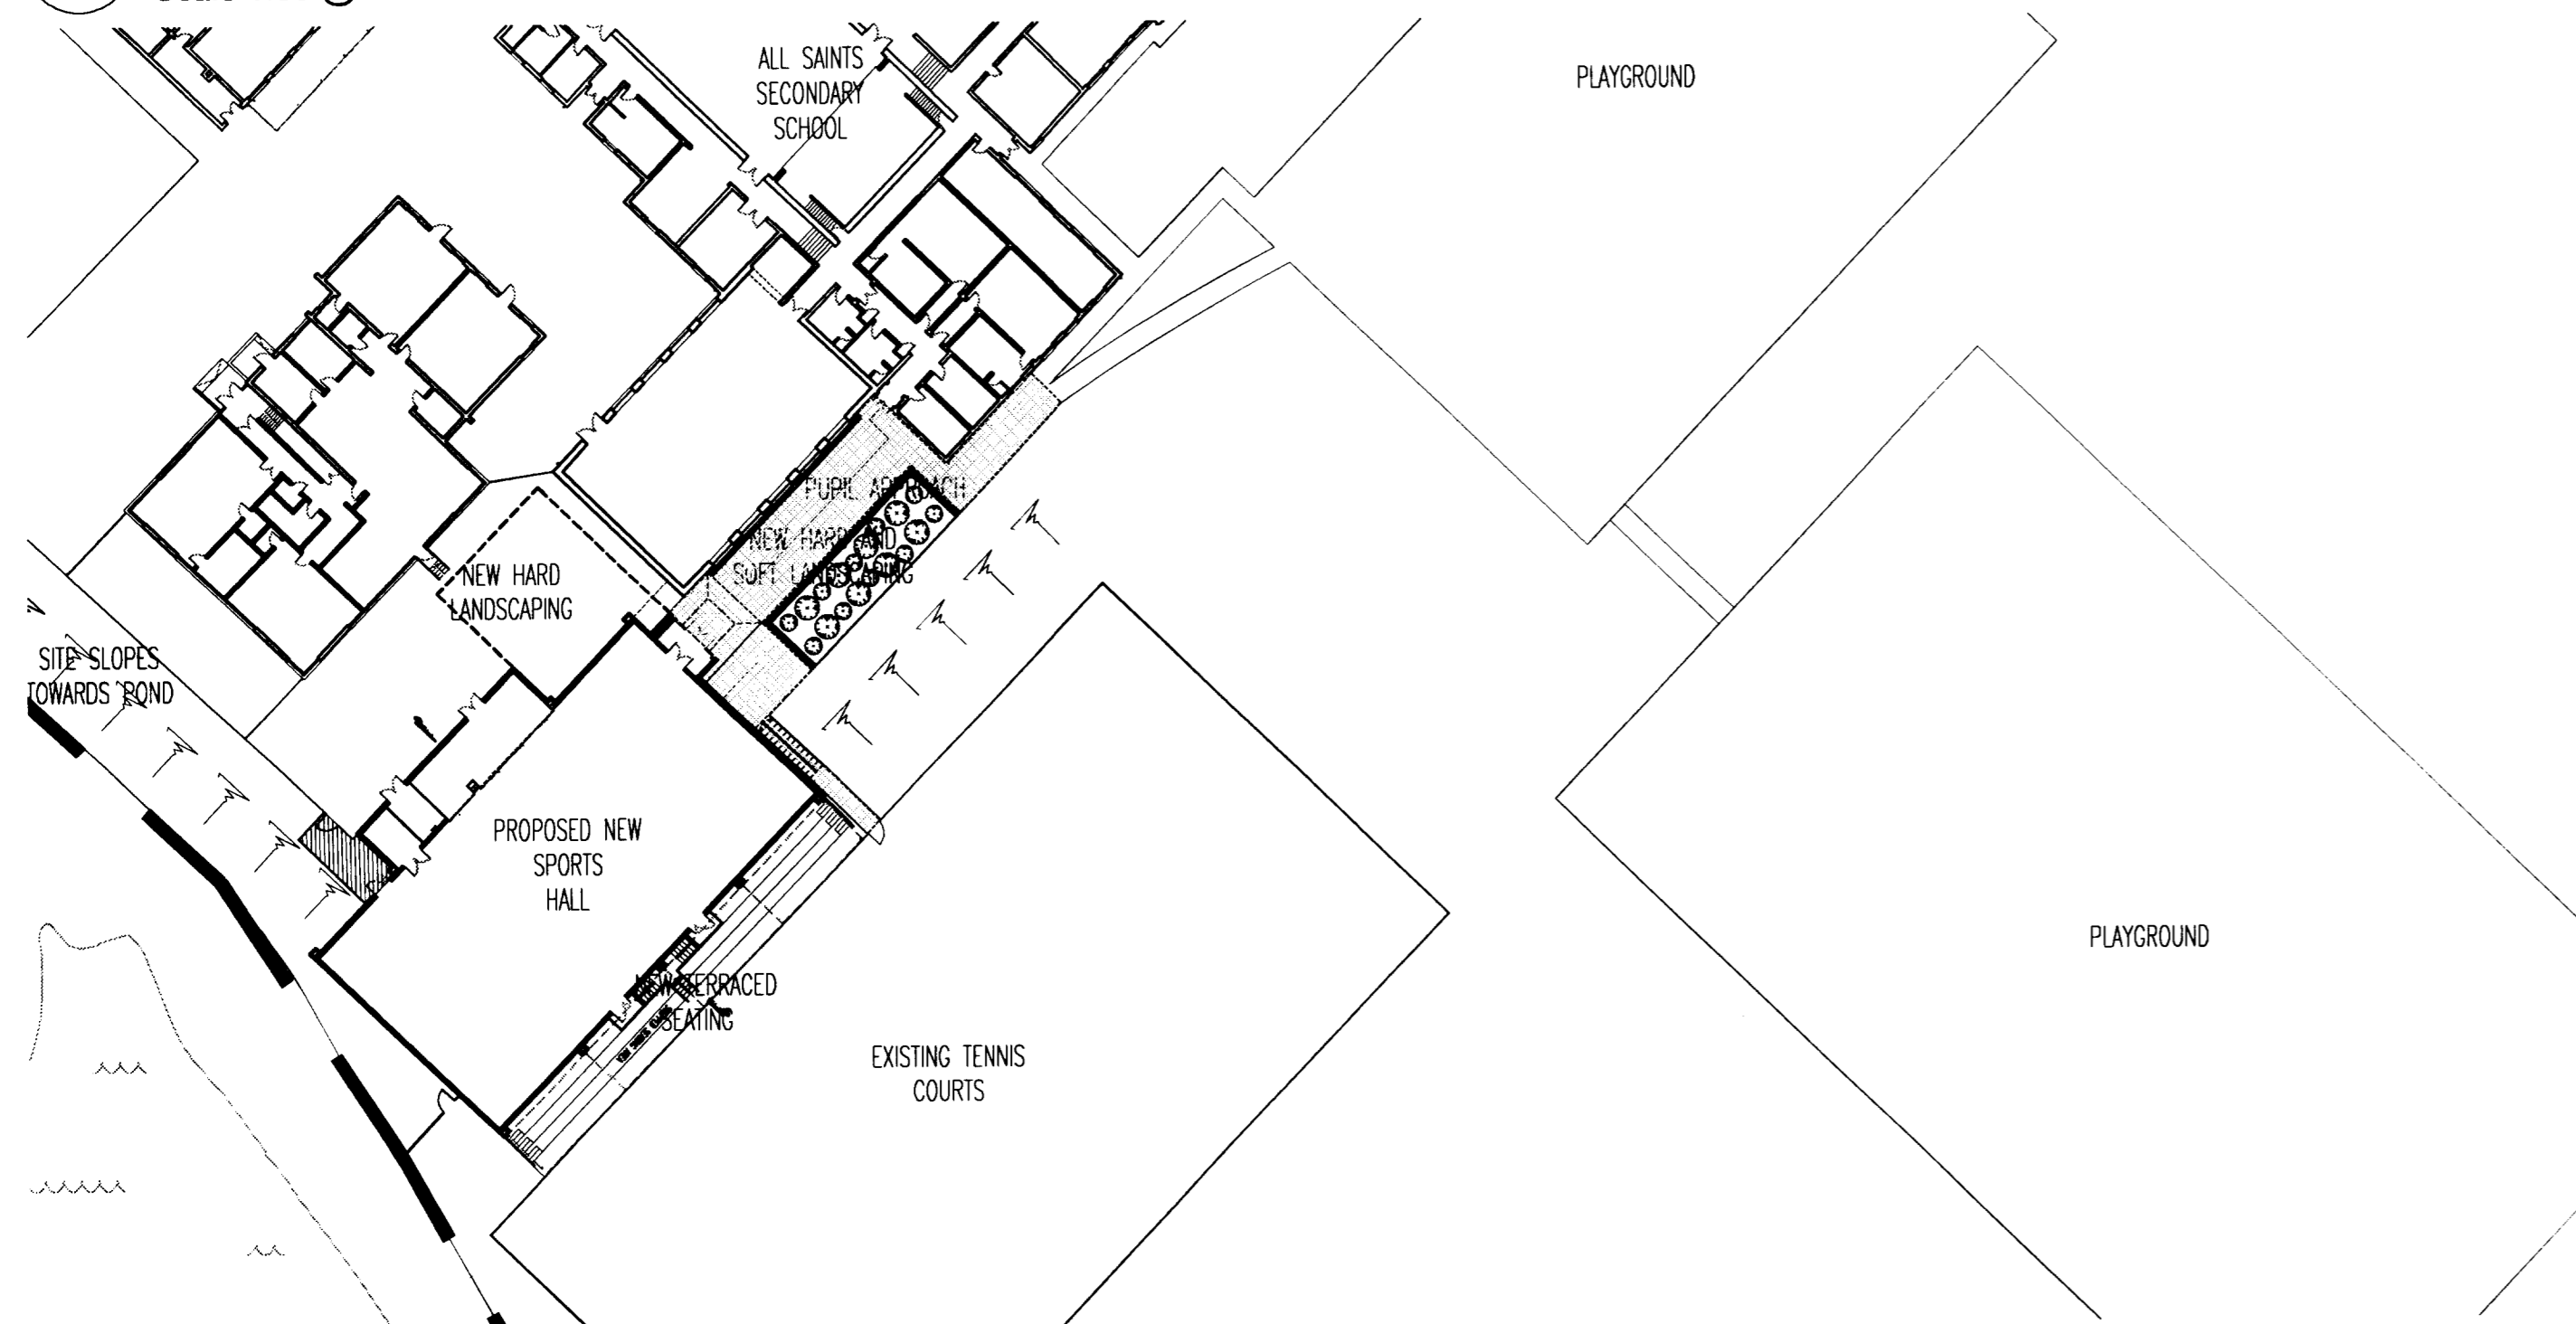 ALL SAINTS
SECONDARY
SCHOOL
PLAYGROUND
PUPIL APPROACH
NEW HARD AND
SOFT LANDSCAPING
NEW HARD
LANDSCAPING
SITE SLOPES
TOWARDS POND
PROPOSED NEW
SPORTS
HALL
PLAYGROUND
NEW TERRACED
SEATING
EXISTING TENNIS
COURTS